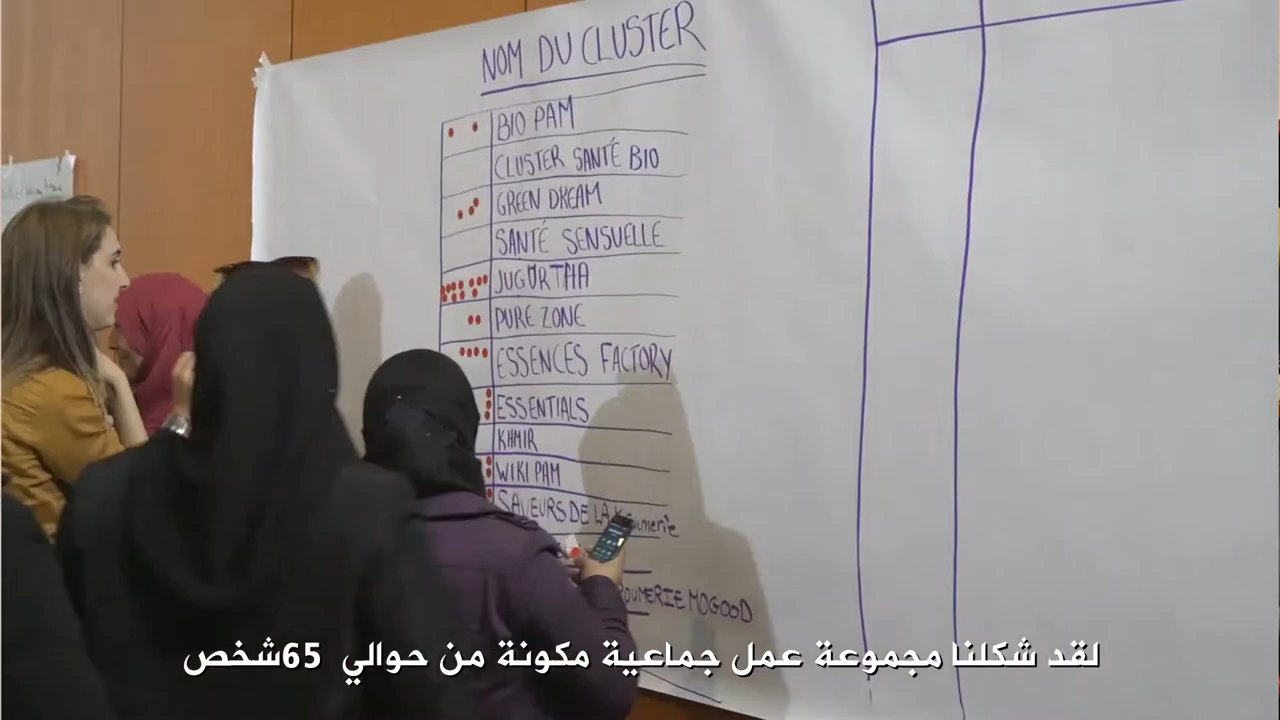 NOM DU CLUSTER
BIO PAM
CLUSTER SANTÉ BIO
GREEN DREAM
SANTÉ SENSUELLE
JUGURTHA
PURE ZONE
ESSENCES FACTORY
ESSENTIALS
KHMIR
WIKI PAM
SAVEURS DE LA
ROUMERIE MOGOOD
لقد شكلنا مجموعة عمل جماعية مكونة من حوالي 65شخص